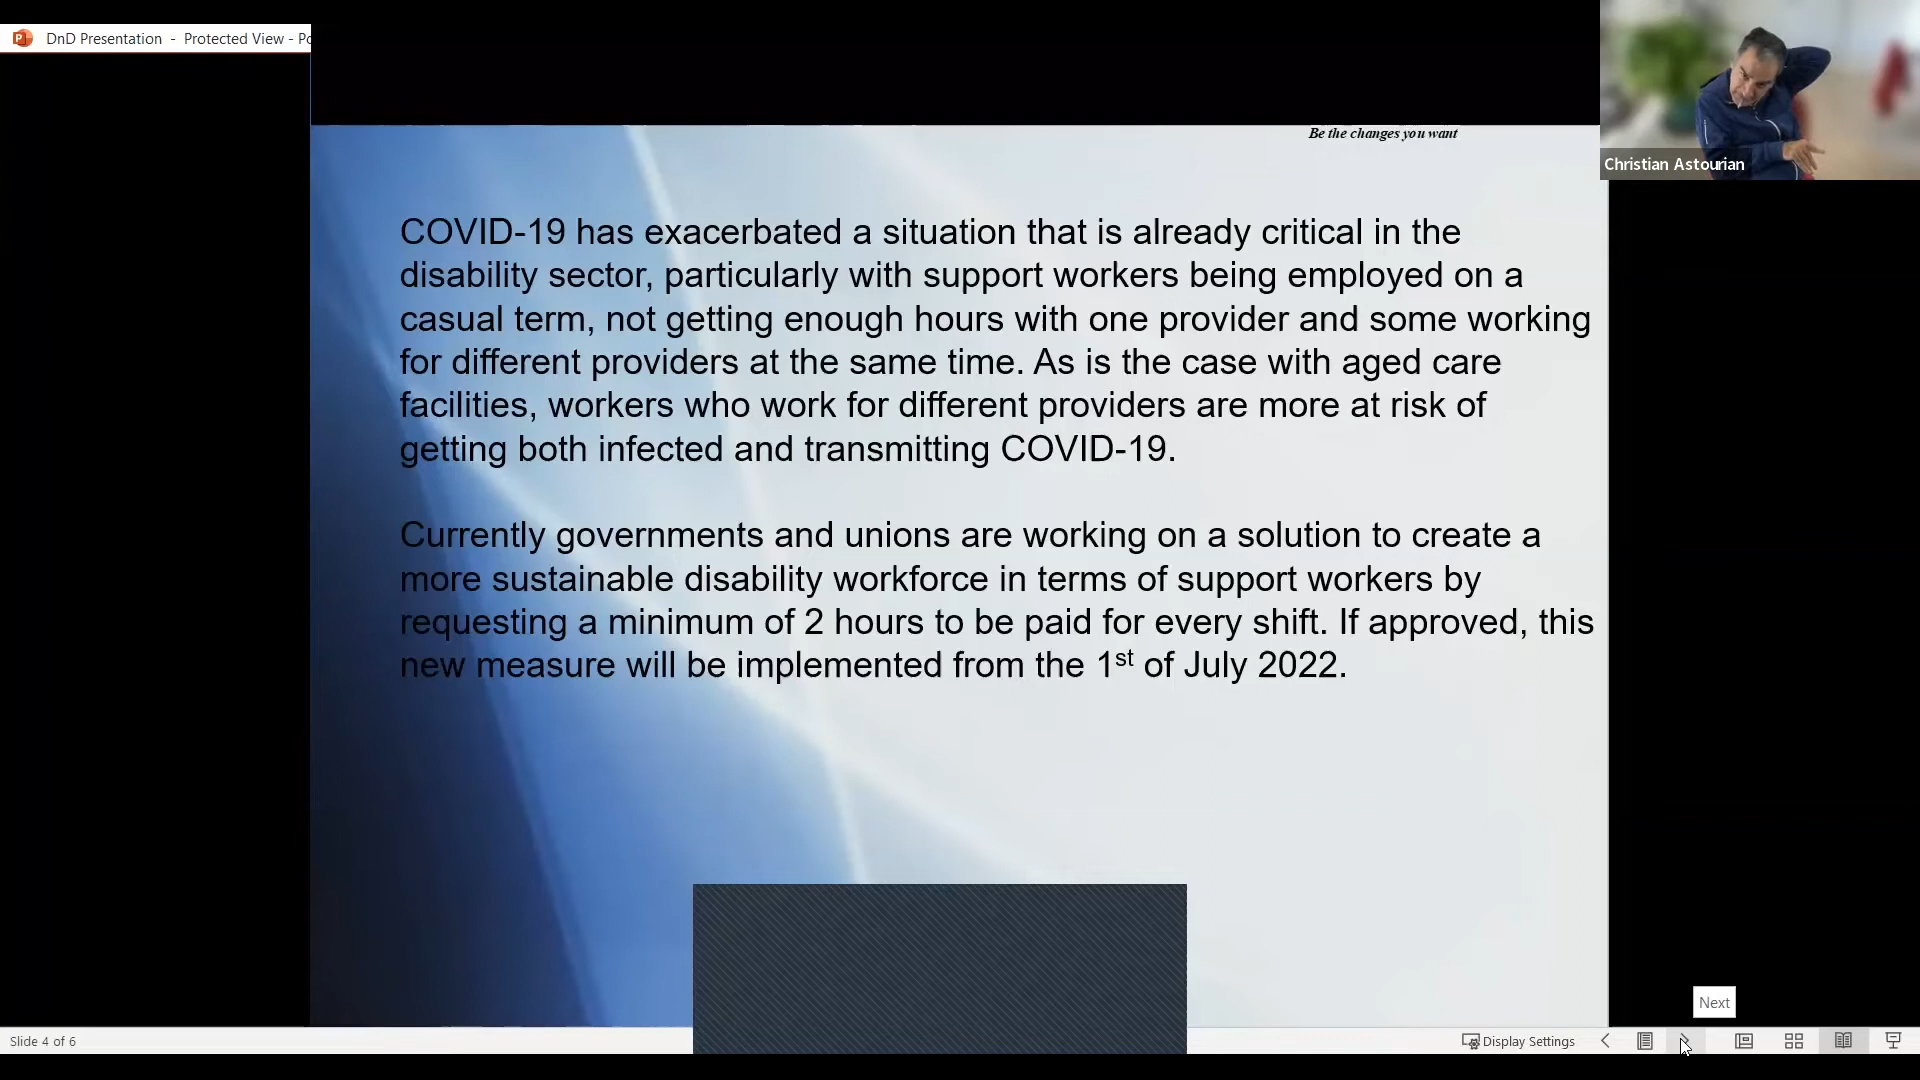 DnD Presentation - Protected View - Po
Be the changes you want
Christian Astourian
COVID-19 has exacerbated a situation that is already critical in the
disability sector, particularly with support workers being employed on a
casual term, not getting enough hours with one provider and some working
for different providers at the same time. As is the case with aged care
facilities, workers who work for different providers are more at risk of
getting both infected and transmitting COVID-19.
Currently governments and unions are working on a solution to create a
more sustainable disability workforce in terms of support workers by
requesting a minimum of 2 hours to be paid for every shift. If approved, this
new measure will be implemented from the 1st of July 2022.
Next
Slide 4 of 6
Display Settings